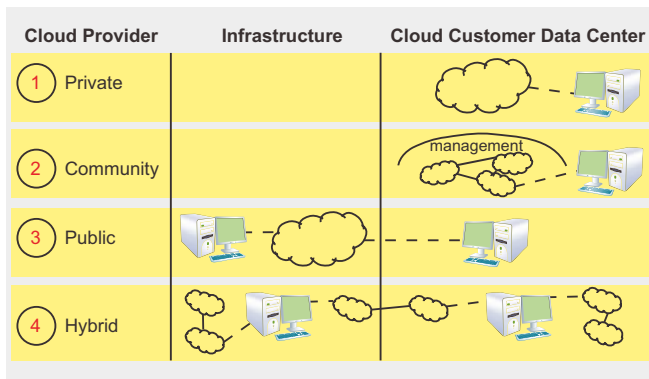 Cloud Provider Infrastructure Cloud Customer Data Center
1 Private
management
2 Community
3 Public
4 Hybrid